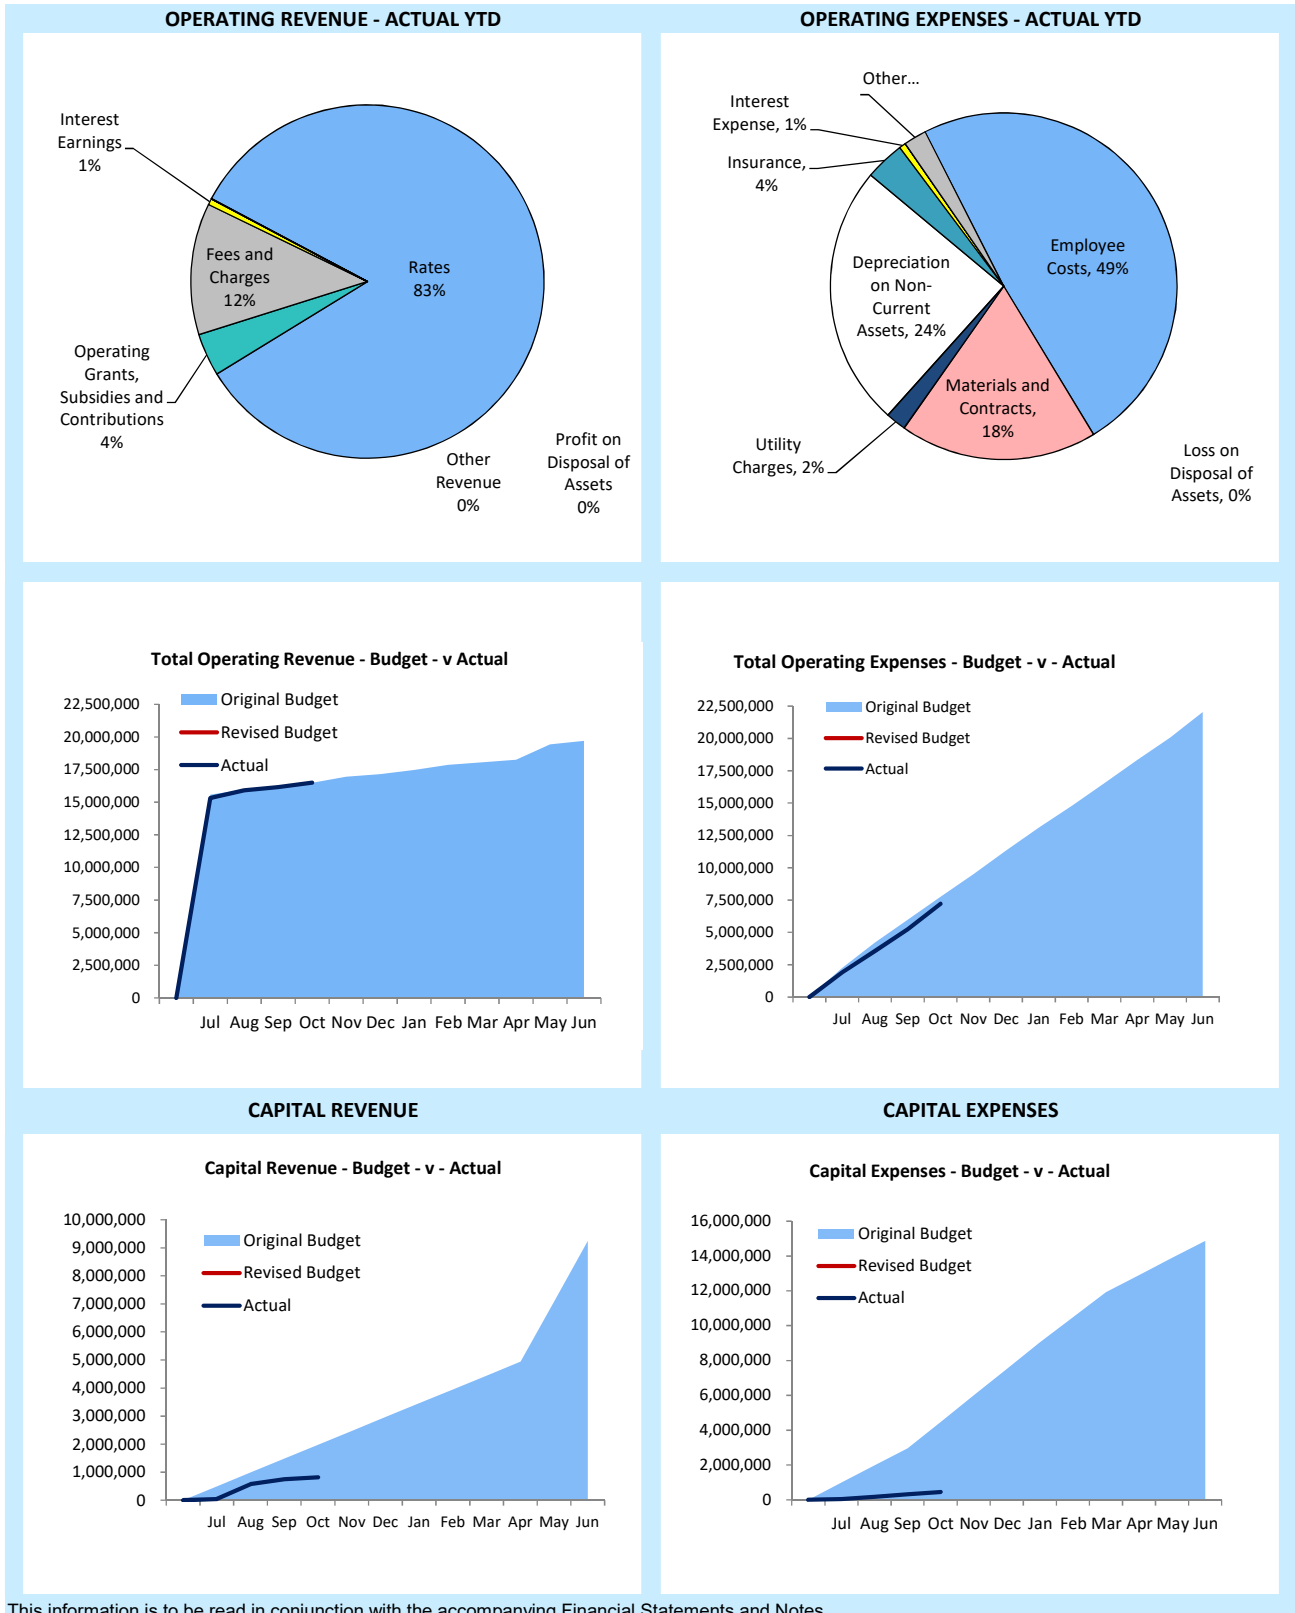 OPERATING REVENUE - ACTUAL YTD
Interest
Earnings
1%
Fees and
Charges
12%
Rates
83%
Operating
Grants,
Subsidies and
Contributions
4%
Other
Revenue
0%
Profit on
Disposal of
Assets
0%
OPERATING EXPENSES - ACTUAL YTD
Other...
Interest
Expense, 1%
Insurance,
4%
Employee
Costs, 49%
Depreciation
on Non-
Current
Assets, 24%
Materials and
Contracts,
18%
Utility
Charges, 2%
Loss on
Disposal of
Assets, 0%
Total Operating Revenue - Budget - v Actual
Original Budget
Revised Budget
Actual
22,500,000
20,000,000
17,500,000
15,000,000
12,500,000
10,000,000
7,500,000
5,000,000
2,500,000
0
Jul Aug Sep Oct Nov Dec Jan Feb Mar Apr May Jun
Total Operating Expenses - Budget - v - Actual
Original Budget
Revised Budget
Actual
22,500,000
20,000,000
17,500,000
15,000,000
12,500,000
10,000,000
7,500,000
5,000,000
2,500,000
0
Jul Aug Sep Oct Nov Dec Jan Feb Mar Apr May Jun
CAPITAL REVENUE
Capital Revenue - Budget - v - Actual
Original Budget
Revised Budget
Actual
10,000,000
9,000,000
8,000,000
7,000,000
6,000,000
5,000,000
4,000,000
3,000,000
2,000,000
1,000,000
0
Jul Aug Sep Oct Nov Dec Jan Feb Mar Apr May Jun
CAPITAL EXPENSES
Capital Expenses - Budget - v - Actual
Original Budget
Revised Budget
Actual
16,000,000
14,000,000
12,000,000
10,000,000
8,000,000
6,000,000
4,000,000
2,000,000
0
Jul Aug Sep Oct Nov Dec Jan Feb Mar Apr May Jun
This information is to be read in conjunction with the accompanying Financial Statements and Notes